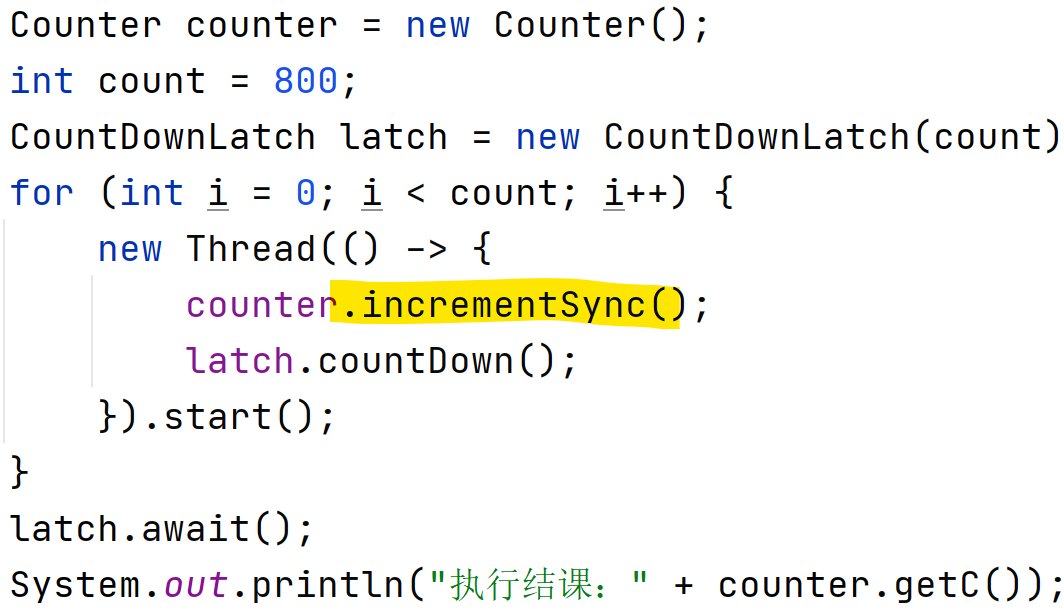 Counter counter = new Counter();
int count = 800;
CountDownLatch latch = new CountDownLatch(count)
for (int i = 0; i < count; i++) {
new Thread(() -> {
counter.incrementSync();
latch.countDown();
}).start();
}
latch.await();
System.out.println("执行结课：" + counter.getC());